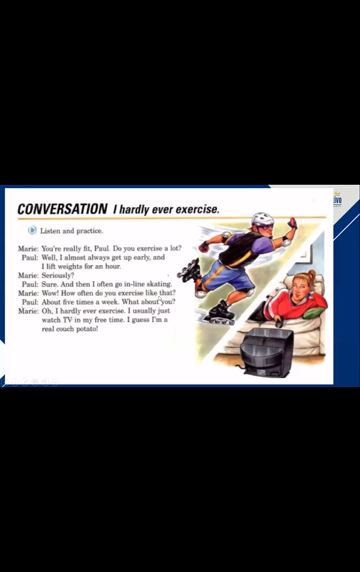 CONVERSATION I hardly ever exercise.
Listen and practice.
Marie: You're really fit, Paul. Do you exercise a lot?
Paul: Well, I almost always get up early, and
I lift weights for an hour.
Marie: Seriously?
Paul: Sure. And then I often go in-line skating.
Marie: Wow! How often do you exercise like that?
Paul: About five times a week. What about you?
Marie: Oh, I hardly ever exercise. I usually just
watch TV in my free time. I guess I'm a
real couch potato!